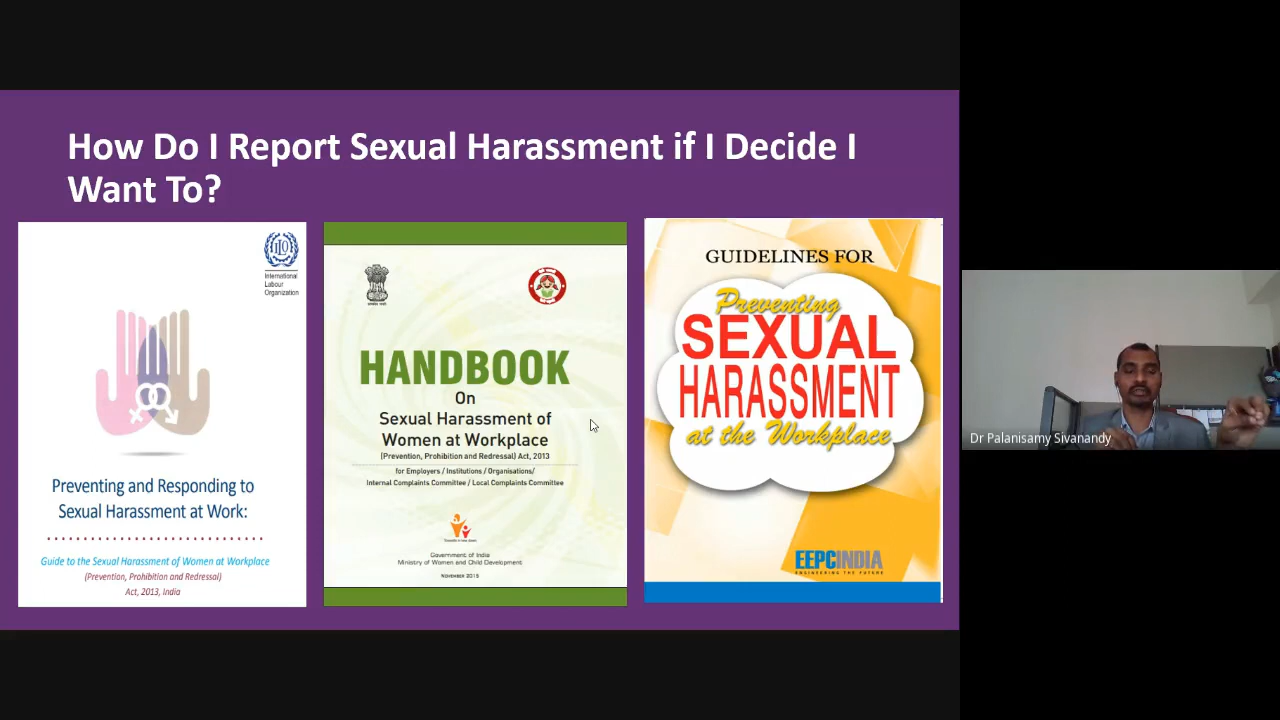 How Do I Report Sexual Harassment if I Decide I
Want To?
International
Labour
Organization
Preventing and Responding to
Sexual Harassment at Work:
Guide to the Sexual Harassment of Women at Workplace
(Prevention, Prohibition and Redressal)
Act, 2013, India
HANDBOOK
On
Sexual Harassment of
Women at Workplace
(Prevention, Prohibition and Redressal) Act, 2013
for Employers / Institutions / Organisations/
Internal Complaints Committee / Local Complaints Committee
Government of India
Ministry of Women and Child Development
NOVEMBER 2015
GUIDELINES FOR
Preventing
SEXUAL
HARASSMENT
at the Workplace
EEPCINDIA
ENGINEERING THE FUTURE
Dr Palanisamy Sivanandy